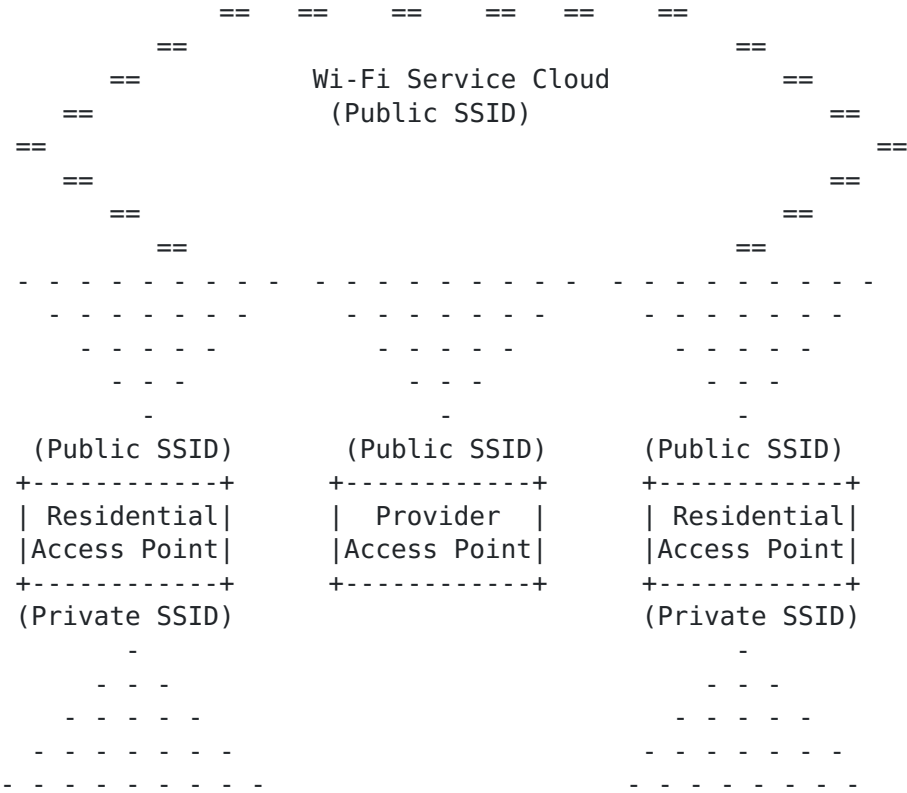 Wi-Fi Service Cloud
(Public SSID)
(Public SSID) (Public SSID) (Public SSID)
+------------+ +------------+ +------------+
| Residential| | Provider | | Residential|
|Access Point| |Access Point| |Access Point|
+------------+ +------------+ +------------+
(Private SSID) (Private SSID)